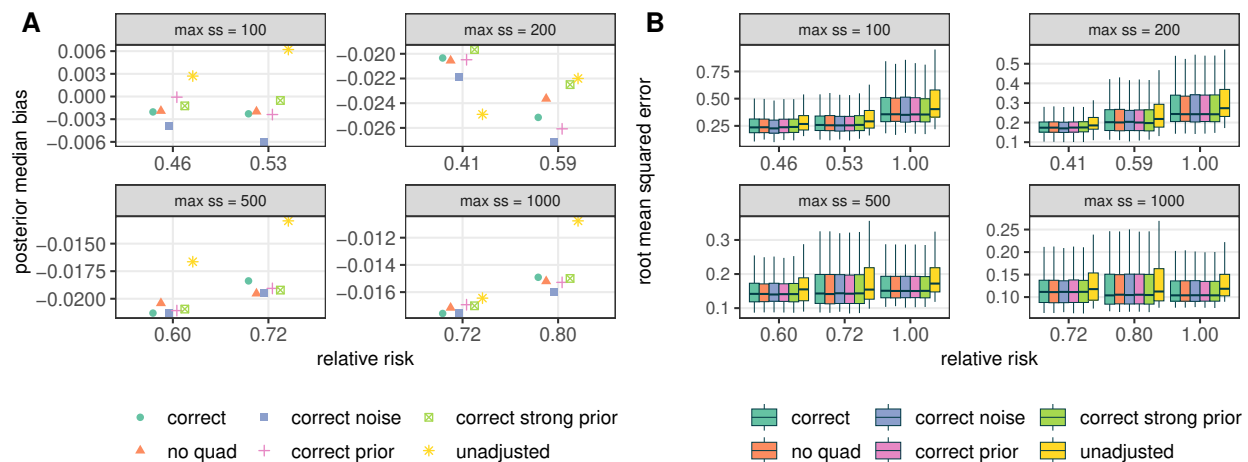 A
max ss = 100
max ss = 200
0.006
0.003
0.000
−0.003
−0.006
−0.020
−0.022
−0.024
−0.026
0.46
0.53
0.41
0.59
max ss = 500
max ss = 1000
−0.0150
−0.0175
−0.0200
−0.012
−0.014
−0.016
0.60
0.72
0.72
0.80
posterior median bias
relative risk
correct
correct noise
correct strong prior
no quad
correct prior
unadjusted
B
max ss = 100
max ss = 200
0.75
0.50
0.25
0.5
0.4
0.3
0.2
0.1
0.46
0.53
1.00
0.41
0.59
1.00
max ss = 500
max ss = 1000
0.3
0.2
0.1
0.25
0.20
0.15
0.10
0.60
0.72
1.00
0.72
0.80
1.00
root mean squared error
relative risk
correct
correct noise
correct strong prior
no quad
correct prior
unadjusted